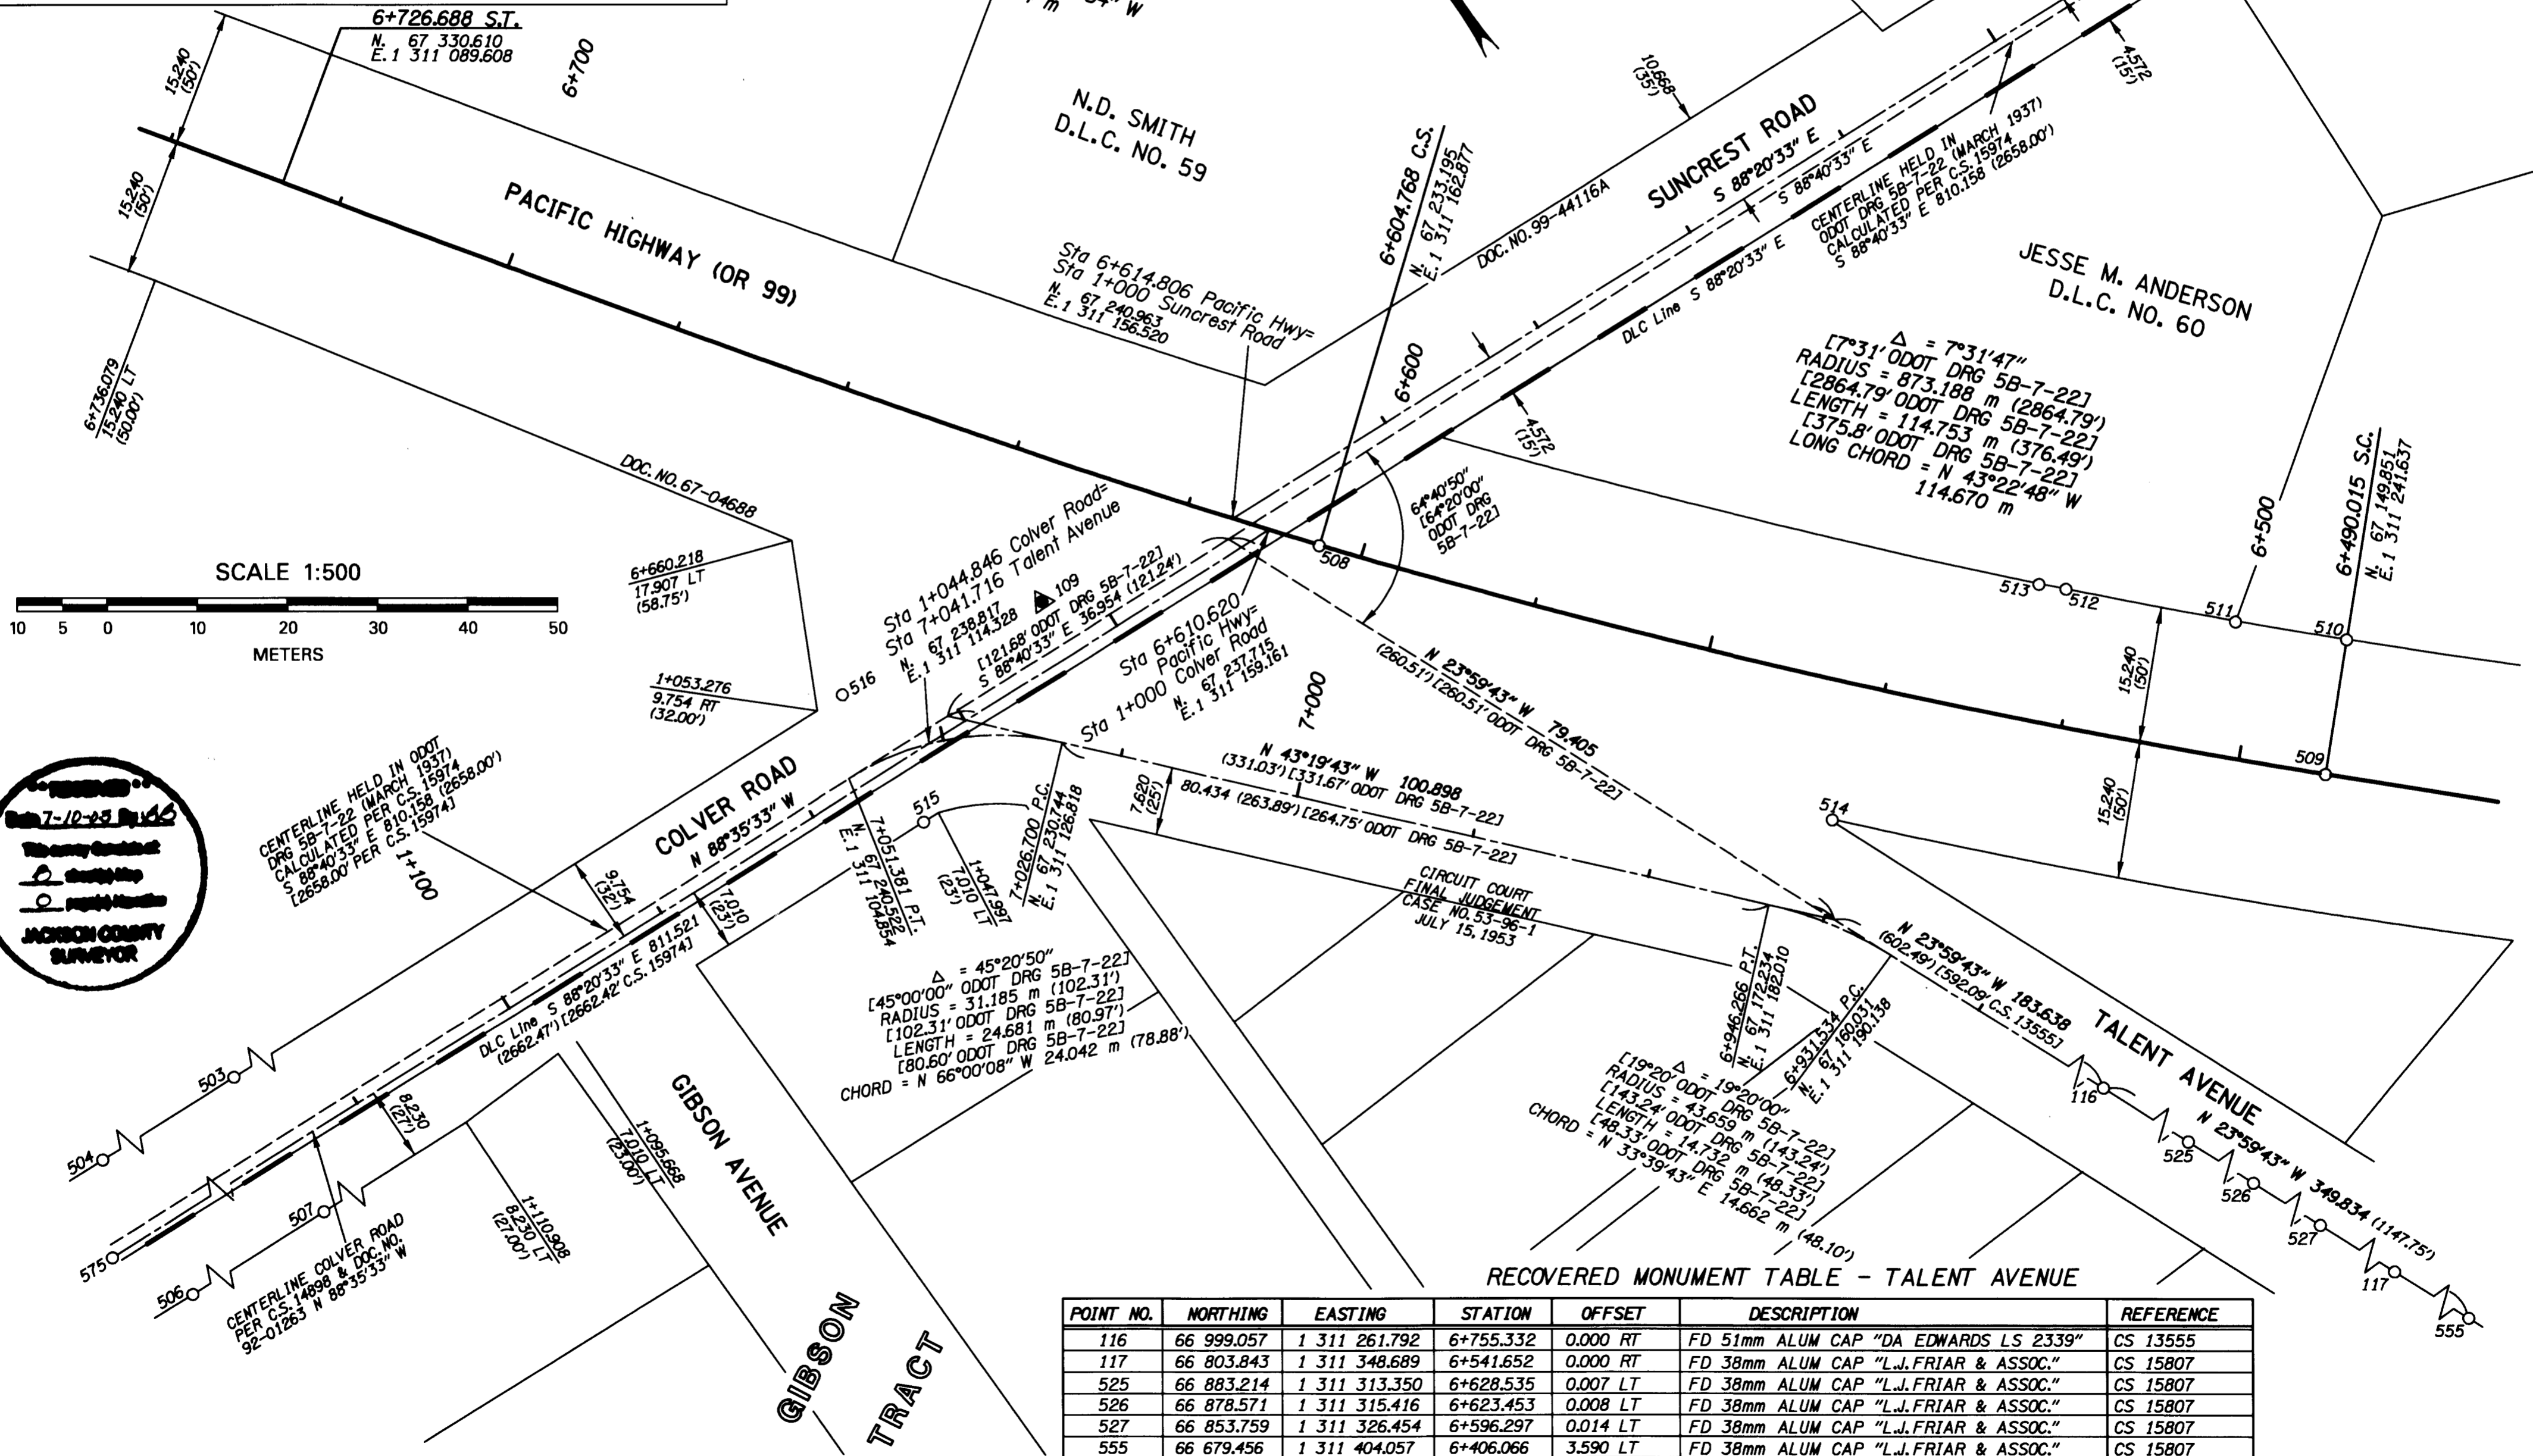 6+726.688 S.T.
N. 67 330.610
E. 1 311 089.608
15.240
(50')
15.240
(50')
6+700
N.D. SMITH
D.L.C. NO. 59
PACIFIC HIGHWAY (OR 99)
6+736.079
15.240 LT
(50.00')
DOC. NO. 67-04688
Sta 6+614.806 Pacific Hwy=
Sta 1+000 Suncrest Road
N. 67 240.963
E. 1 311 156.520
6+604.768 C.S.
N. 67 233.195
E. 1 311 162.877
6+600
10.668
(35')
DOC. NO. 99-44116A
SUNCREST ROAD
S 88°20'33" E
S 88°40'33" E
4.572
(15')
CENTERLINE HELD IN
ODOT DRG 5B-7-22 (MARCH 1937)
CALCULATED PER C.S. 15974
S 88°40'33" E 810.158 (2658.00')
DLC Line S 88°20'33" E
4.572
(15')
JESSE M. ANDERSON
D.L.C. NO. 60
△ = 7°31'47"
[7°31' ODOT DRG 5B-7-22]
RADIUS = 873.188 m (2864.79')
[2864.79' ODOT DRG 5B-7-22]
LENGTH = 114.753 m (376.49')
[375.8' ODOT DRG 5B-7-22]
LONG CHORD = N 43°22'48" W
114.670 m
6+500
6+490.015 S.C.
N. 67 149.851
E. 1 311 241.637
64°40'50"
[64°20'00"
ODOT DRG
5B-7-22]
508
513
512
511
510
509
514
15.240
(50')
15.240
(50')
SCALE 1:500
10 5 0 10 20 30 40 50
METERS
6+660.218
17.907 LT
(58.75')
1+053.276
9.754 RT
(32.00')
516
109
Sta 1+044.846 Colver Road=
Sta 7+041.716 Talent Avenue
N. 67 238.817
E. 1 311 114.328
[121.68' ODOT DRG 5B-7-22]
S 88°40'33" E 36.954 (121.24')
Sta 6+610.620
Pacific Hwy=
Sta 1+000 Colver Road
N. 67 237.715
E. 1 311 159.161
7+000
N 23°59'43" W 79.405
(260.51') [260.51' ODOT DRG 5B-7-22]
N 43°19'43" W 100.898
(331.03') [331.67' ODOT DRG 5B-7-22]
80.434 (263.89') [264.75' ODOT DRG 5B-7-22]
7.620
(25')
CIRCUIT COURT
FINAL JUDGEMENT
CASE NO. 53-96-1
JULY 15, 1953
Date 7-10-03
This survey Consists of:
JACKSON COUNTY
SURVEYOR
CENTERLINE HELD IN ODOT
DRG 5B-7-22 (MARCH 1937)
CALCULATED PER C.S. 15974
S 88°40'33" E 810.158 (2658.00')
[2658.00' PER C.S. 15974]
1+100
COLVER ROAD
N 88°35'33" W
9.754
(32')
7.010
(23')
515
7+051.381 P.T.
N. 67 240.522
E. 1 311 104.854
1+047.997
7.010 LT
(23')
7+026.700 P.C.
N. 67 230.744
E. 1 311 126.818
△ = 45°20'50"
[45°00'00" ODOT DRG 5B-7-22]
RADIUS = 31.185 m (102.31')
[102.31' ODOT DRG 5B-7-22]
LENGTH = 24.681 m (80.97')
[80.60' ODOT DRG 5B-7-22]
CHORD = N 66°00'08" W 24.042 m (78.88')
DLC Line S 88°20'33" E 811.521
(2662.47') [2662.42' C.S. 15974]
503
504
575
507
506
8.230
(27')
CENTERLINE COLVER ROAD
PER C.S. 14898 & DOC. NO.
92-01263 N 88°35'33" W
1+110.908
8.230 LT
(27.00')
1+095.668
7.010 LT
(23.00')
GIBSON AVENUE
GIBSON
TRACT
6+946.266 P.T.
N. 67 172.234
E. 1 311 182.010
6+931.534 P.C.
N. 67 160.031
E. 1 311 190.138
△ = 19°20'00"
[19°20' ODOT DRG 5B-7-22]
RADIUS = 43.659 m (143.24')
[143.24' ODOT DRG 5B-7-22]
LENGTH = 14.732 m (48.33')
[48.33' ODOT DRG 5B-7-22]
CHORD = N 33°39'43" E 14.662 m (48.10')
N 23°59'43" W 183.638
(602.49') [592.09' C.S. 13555]
TALENT AVENUE
N 23°59'43" W 349.834 (1147.75')
116
525
526
527
117
555
RECOVERED MONUMENT TABLE - TALENT AVENUE
POINT NO. NORTHING EASTING STATION OFFSET DESCRIPTION REFERENCE
116 66 999.057 1 311 261.792 6+755.332 0.000 RT FD 51mm ALUM CAP "DA EDWARDS LS 2339" CS 13555
117 66 803.843 1 311 348.689 6+541.652 0.000 RT FD 38mm ALUM CAP "L.J. FRIAR & ASSOC." CS 15807
525 66 883.214 1 311 313.350 6+628.535 0.007 LT FD 38mm ALUM CAP "L.J. FRIAR & ASSOC." CS 15807
526 66 878.571 1 311 315.416 6+623.453 0.008 LT FD 38mm ALUM CAP "L.J. FRIAR & ASSOC." CS 15807
527 66 853.759 1 311 326.454 6+596.297 0.014 LT FD 38mm ALUM CAP "L.J. FRIAR & ASSOC." CS 15807
555 66 679.456 1 311 404.057 6+406.066 3.590 LT FD 38mm ALUM CAP "L.J. FRIAR & ASSOC." CS 15807